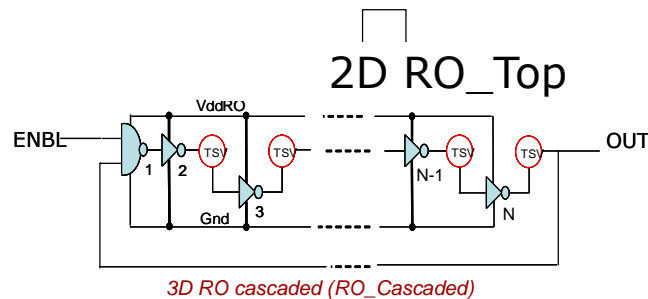 2D RO_Top
VddRO
ENBL
TSV
TSV
TSV
TSV
OUT
1
2
3
N-1
N
Gnd
3D RO cascaded (RO_Cascaded)